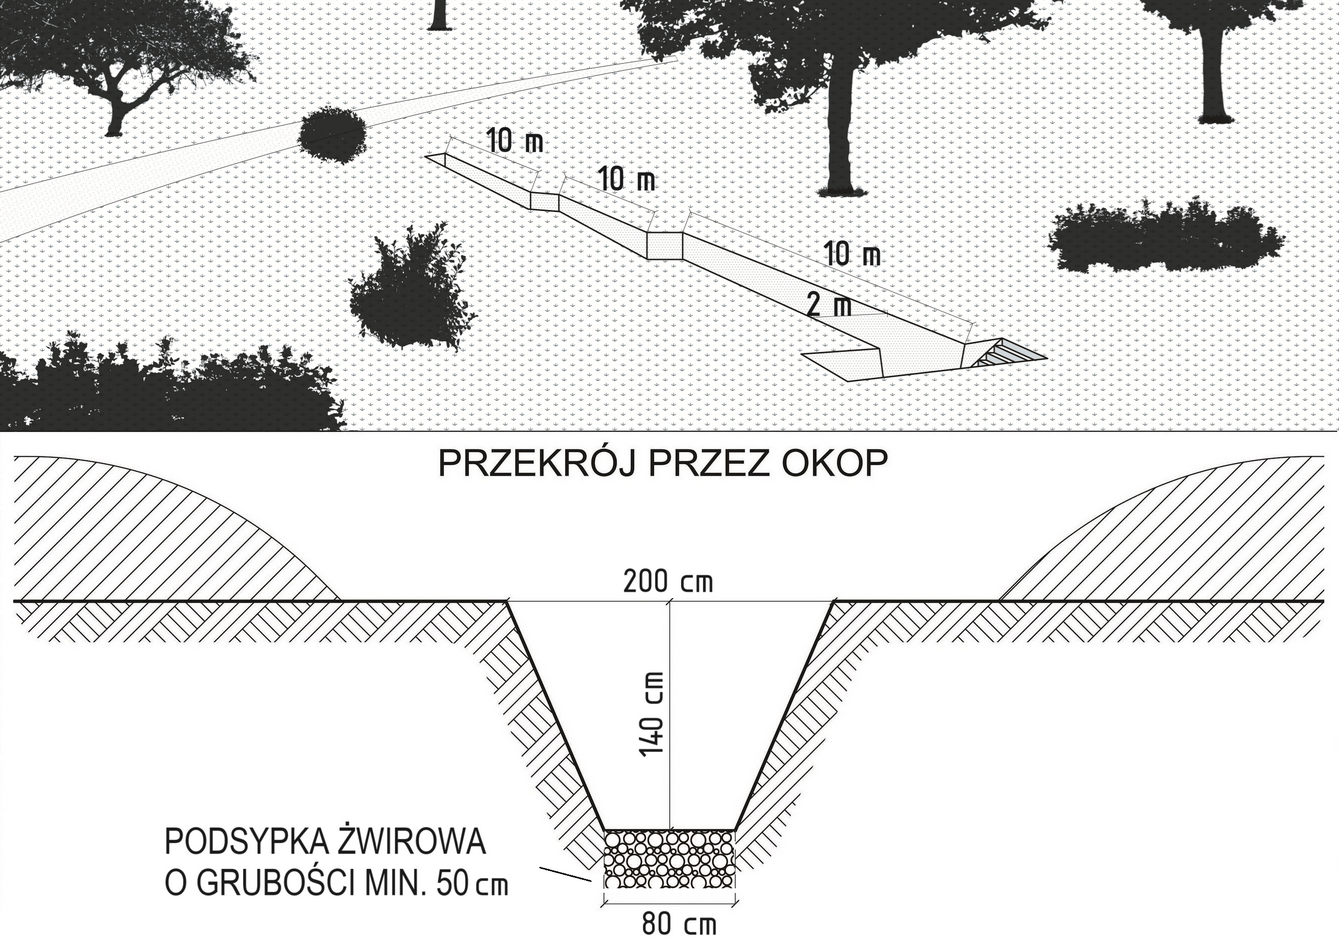 10 m
10 m
10 m
2 m
PRZEKRÓJ PRZEZ OKOP
200 cm
140 cm
PODSYPKA ŻWIROWA
O GRUBOŚCI MIN. 50 cm
80 cm